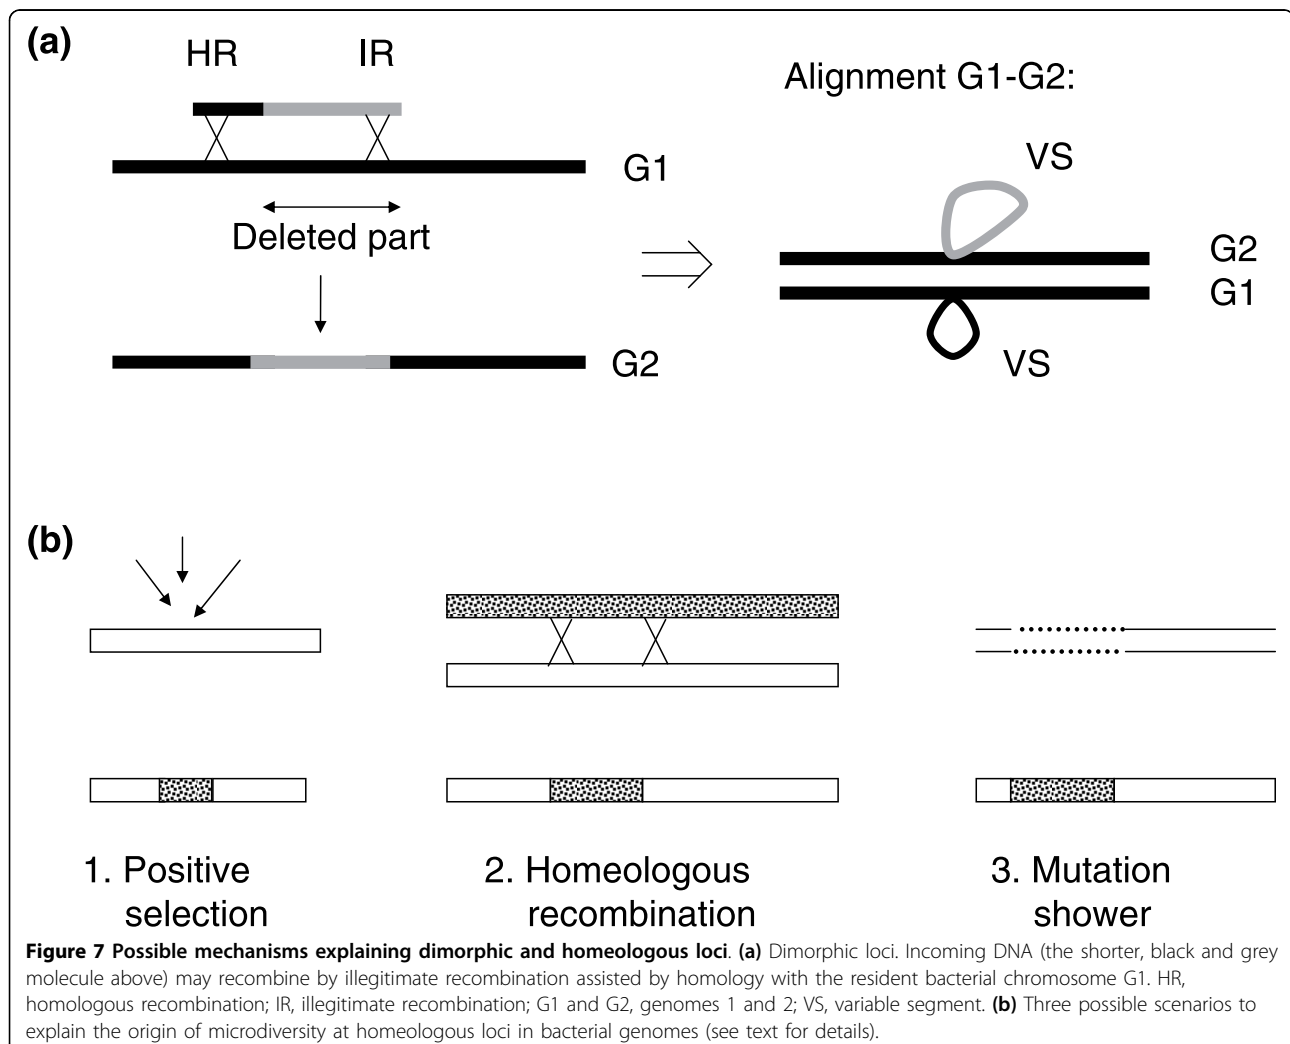 (a)
HR IR
Alignment G1-G2:
VS
G1
Deleted part
G2
G1
G2
VS
(b)
1. Positive
selection
2. Homeologous
recombination
3. Mutation
shower
Figure 7 Possible mechanisms explaining dimorphic and homeologous loci. (a) Dimorphic loci. Incoming DNA (the shorter, black and grey
molecule above) may recombine by illegitimate recombination assisted by homology with the resident bacterial chromosome G1. HR,
homologous recombination; IR, illegitimate recombination; G1 and G2, genomes 1 and 2; VS, variable segment. (b) Three possible scenarios to
explain the origin of microdiversity at homeologous loci in bacterial genomes (see text for details).